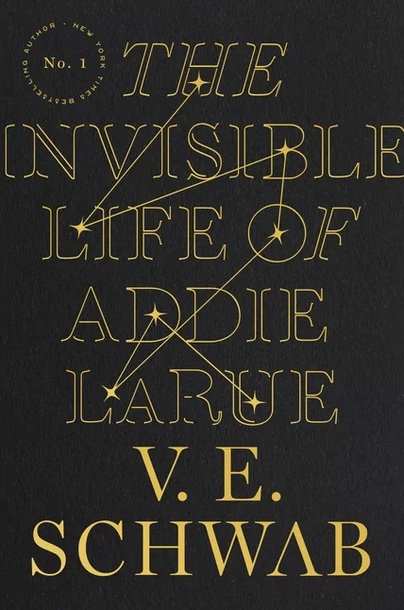 No. 1
NEW YORK TIMES BESTSELLING AUTHOR
THE
INVISIBLE
LIFE OF
ADDIE
LARUE
V. E.
SCHWAB